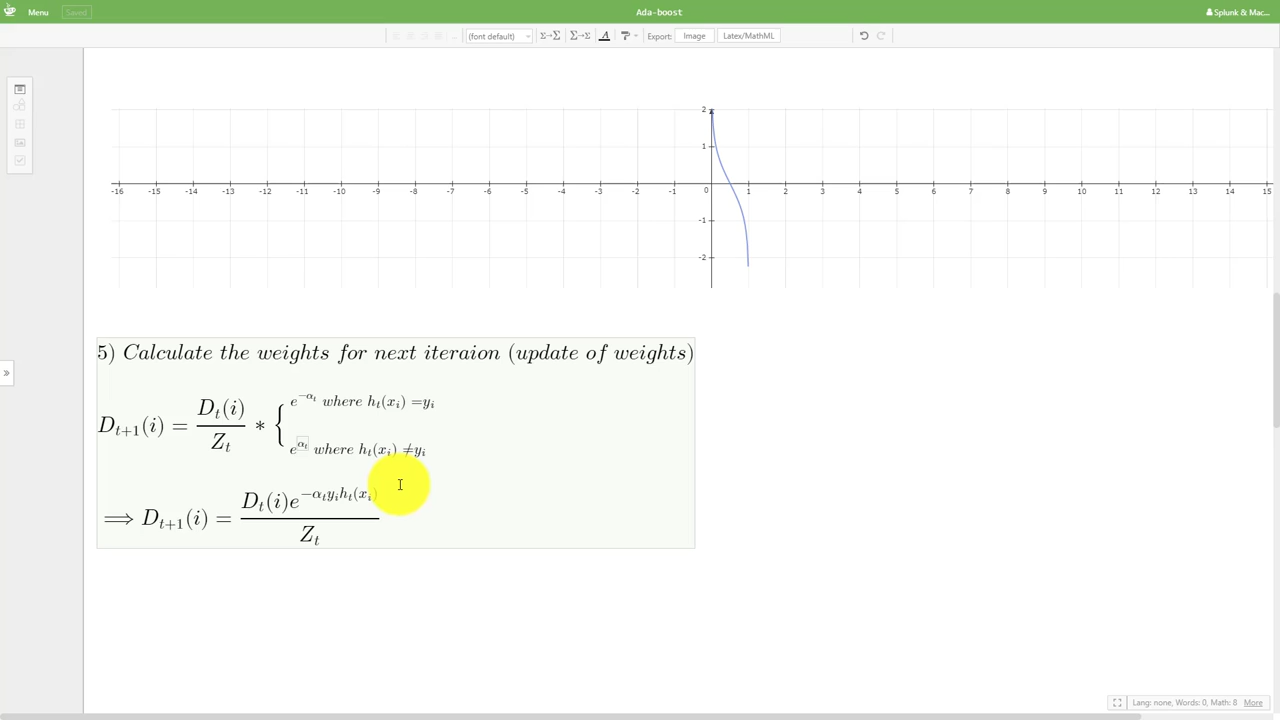 Menu Saved Ada-boost Splunk & Mac...
(font default) Σ→Σ Σ→Σ A Export: Image Latex/MathML
2
1
-16 -15 -14 -13 -12 -11 -10 -9 -8 -7 -6 -5 -4 -3 -2 -1 0 1 2 3 4 5 6 7 8 9 10 11 12 13 14 15
-1
-2
5) Calculate the weights for next iteraion (update of weights)
D_{t+1}(i) = \frac{D_t(i)}{Z_t} * { e^{-α_t} where h_t(x_i) =y_i
e^{α_t} where h_t(x_i) ≠y_i
⟹ D_{t+1}(i) = \frac{D_t(i)e^{-α_t y_i h_t(x_i)}}{Z_t}
Lang: none, Words: 0, Math: 8 More